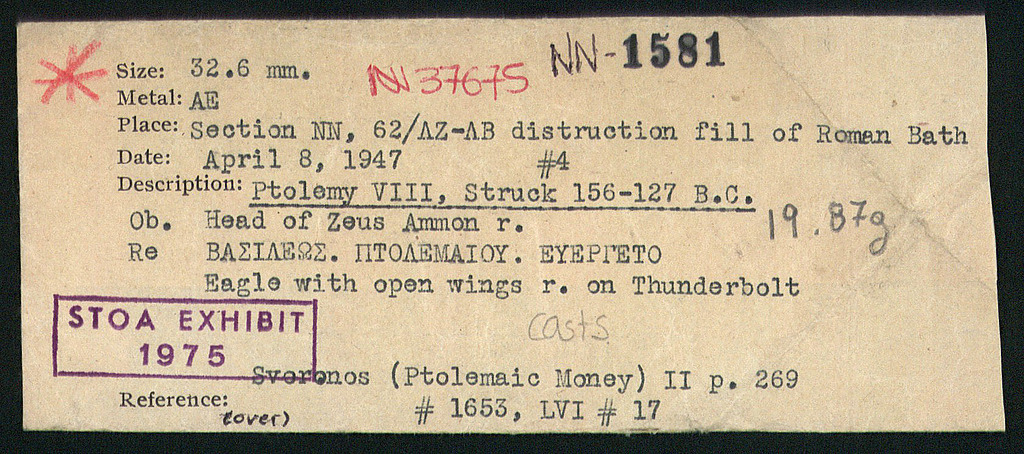 NN-1581
Size: 32.6 mm.
NN 37675
Metal: AE
Place: Section NN, 62/ΛZ-ΛB distruction fill of Roman Bath
Date: April 8, 1947 #4
Description: Ptolemy VIII, Struck 156-127 B.C.
19.87g
Ob. Head of Zeus Ammon r.
Re ΒΑΣΙΛΕΩΣ. ΠΤΟΛΕΜΑΙΟΥ. ΕΥΕΡΓΕΤΟ
Eagle with open wings r. on Thunderbolt
STOA EXHIBIT
1975
casts
Svoronos (Ptolemaic Money) II p. 269
Reference: # 1653, LVI # 17
(over)